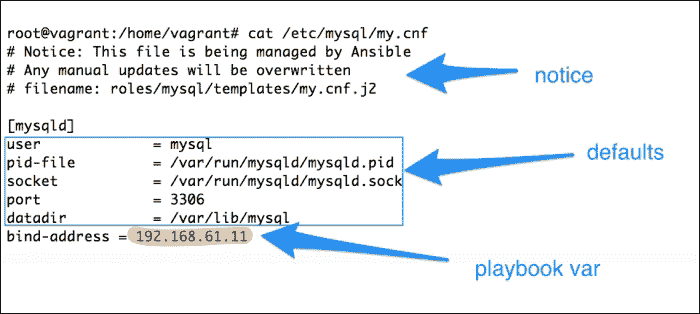 root@vagrant:/home/vagrant# cat /etc/mysql/my.cnf
# Notice: This file is being managed by Ansible
# Any manual updates will be overwritten
# filename: roles/mysql/templates/my.cnf.j2
notice
[mysqld]
user = mysql
pid-file = /var/run/mysqld/mysqld.pid
socket = /var/run/mysqld/mysqld.sock
port = 3306
datadir = /var/lib/mysql
defaults
bind-address = 192.168.61.11
playbook var